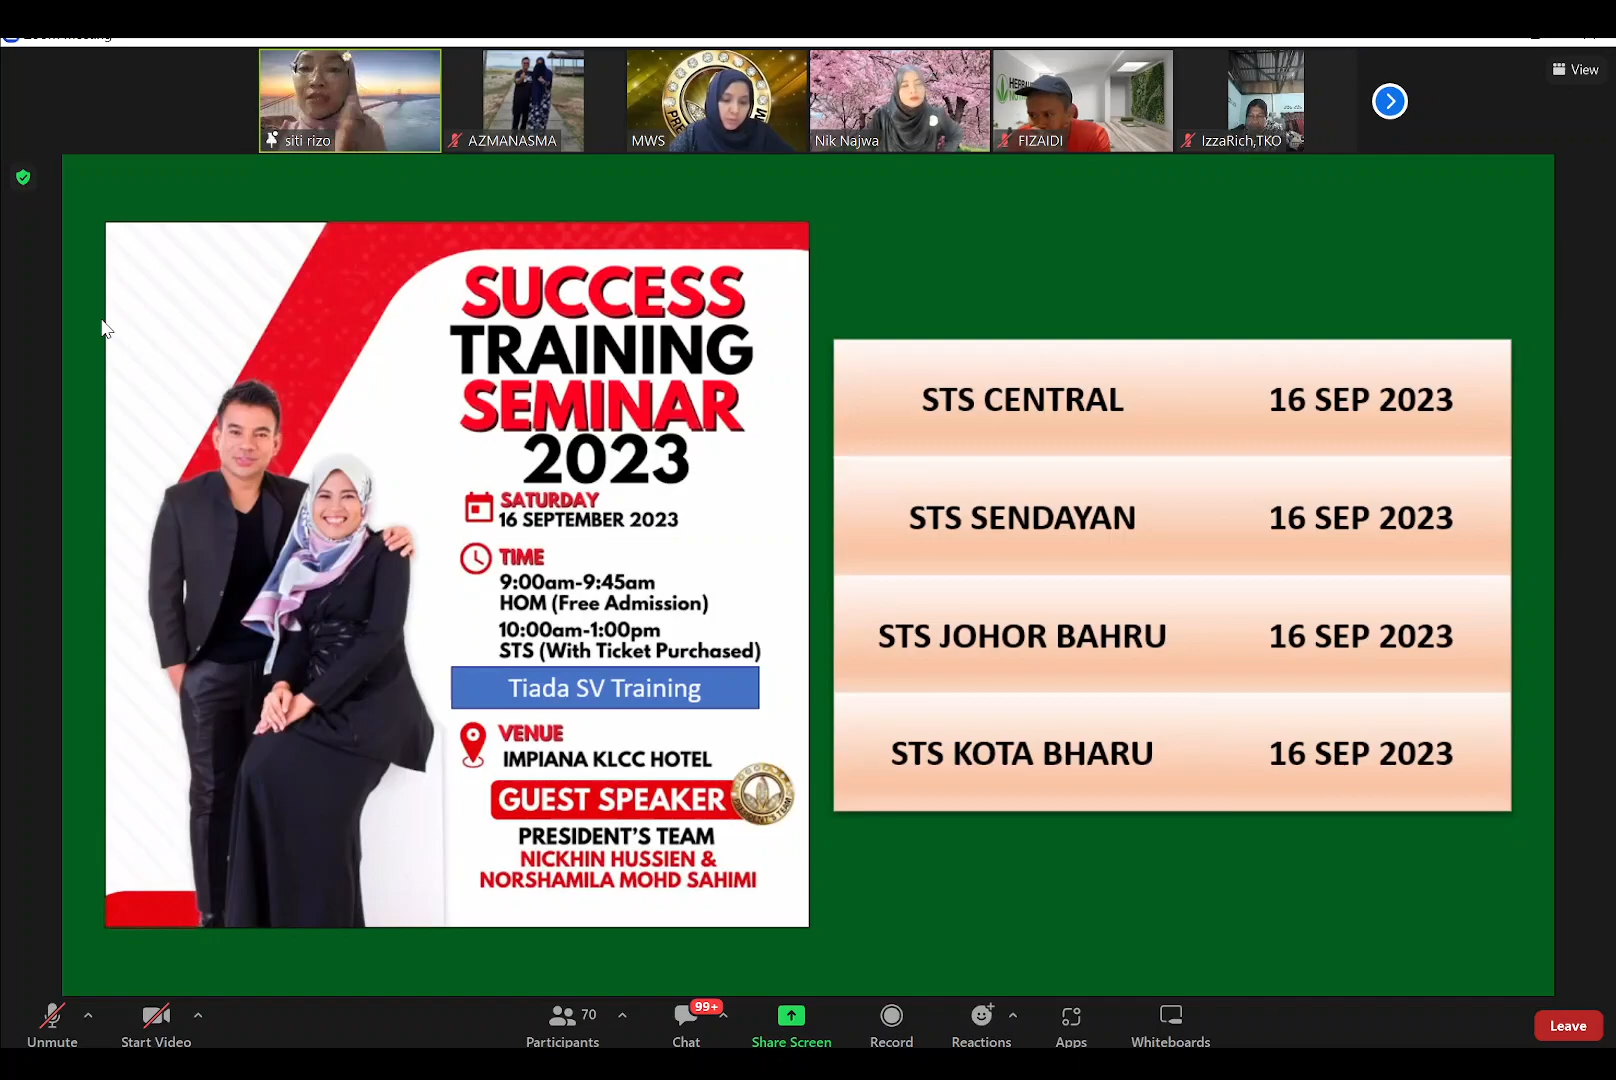 View
siti rizo
AZMANASMA
MWS
Nik Najwa
FIZAIDI
IzzaRich,TKO
SUCCESS
TRAINING
SEMINAR
2023
SATURDAY
16 SEPTEMBER 2023
TIME
9:00am-9:45am
HOM (Free Admission)
10:00am-1:00pm
STS (With Ticket Purchased)
Tiada SV Training
VENUE
IMPIANA KLCC HOTEL
GUEST SPEAKER
PRESIDENT'S TEAM
NICKHIN HUSSIEN &
NORSHAMILA MOHD SAHIMI
STS CENTRAL 16 SEP 2023
STS SENDAYAN 16 SEP 2023
STS JOHOR BAHRU 16 SEP 2023
STS KOTA BHARU 16 SEP 2023
Unmute
Start Video
70
Participants
99+
Chat
Share Screen
Record
Reactions
Apps
Whiteboards
Leave